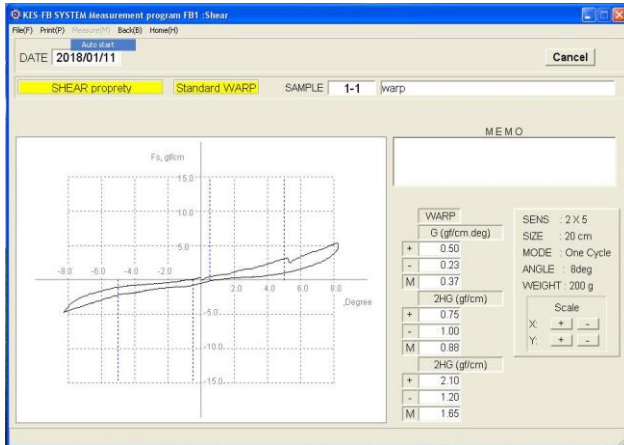 KES-FB SYSTEM Measurement program FB1 :Shear
File(F) Print(P) Measure(M) Back(B) Home(H)
Auto start
DATE 2018/01/11
Cancel
SHEAR proprety Standard WARP SAMPLE 1-1 warp
Fs, gf/cm
15.0
5.0
-8.0 -6.0 -4.0 -2.0
2.0 4.0 6.0 8.0
,Degree
-5.0
-10.0
-15.0
MEMO
WARP
G (gf/cm.deg)
+ 0.50
- 0.23
M 0.37
2HG (gf/cm)
+ 0.75
- 1.00
M 0.88
2HG (gf/cm)
+ 2.10
- 1.20
M 1.65
SENS : 2 X 5
SIZE : 20 cm
MODE : One Cycle
ANGLE : 8deg
WEIGHT : 200 g
Scale
X: + -
Y: + -